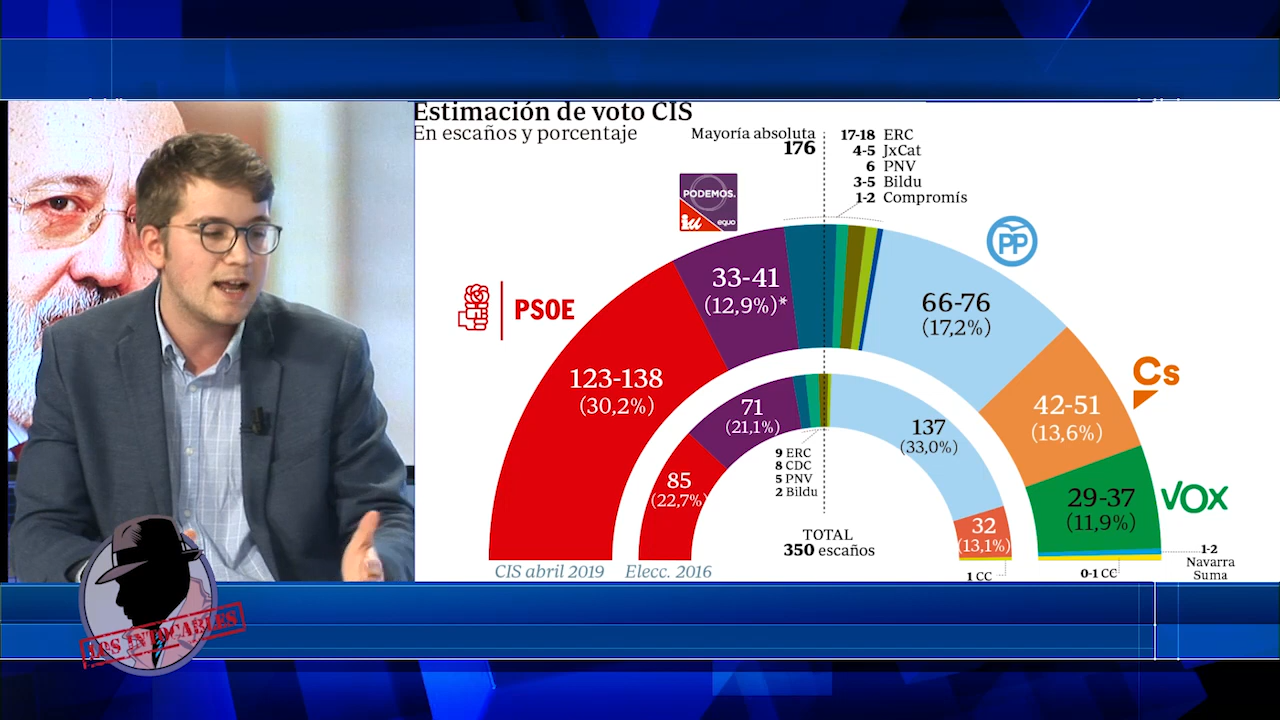 Estimación de voto CIS
En escaños y porcentaje
Mayoría absoluta
176
17-18 ERC
4-5 JxCat
6 PNV
3-5 Bildu
1-2 Compromís
PODEMOS.
iu equo
PP
PSOE
33-41
(12,9%)*
66-76
(17,2%)
Cs
123-138
(30,2%)
42-51
(13,6%)
71
(21,1%)
137
(33,0%)
9 ERC
8 CDC
5 PNV
2 Bildu
85
(22,7%)
29-37
(11,9%)
VOX
32
(13,1%)
TOTAL
350 escaños
CIS abril 2019
Elecc. 2016
1 CC
0-1 CC
1-2
Navarra
Suma
LOS INTOCABLES